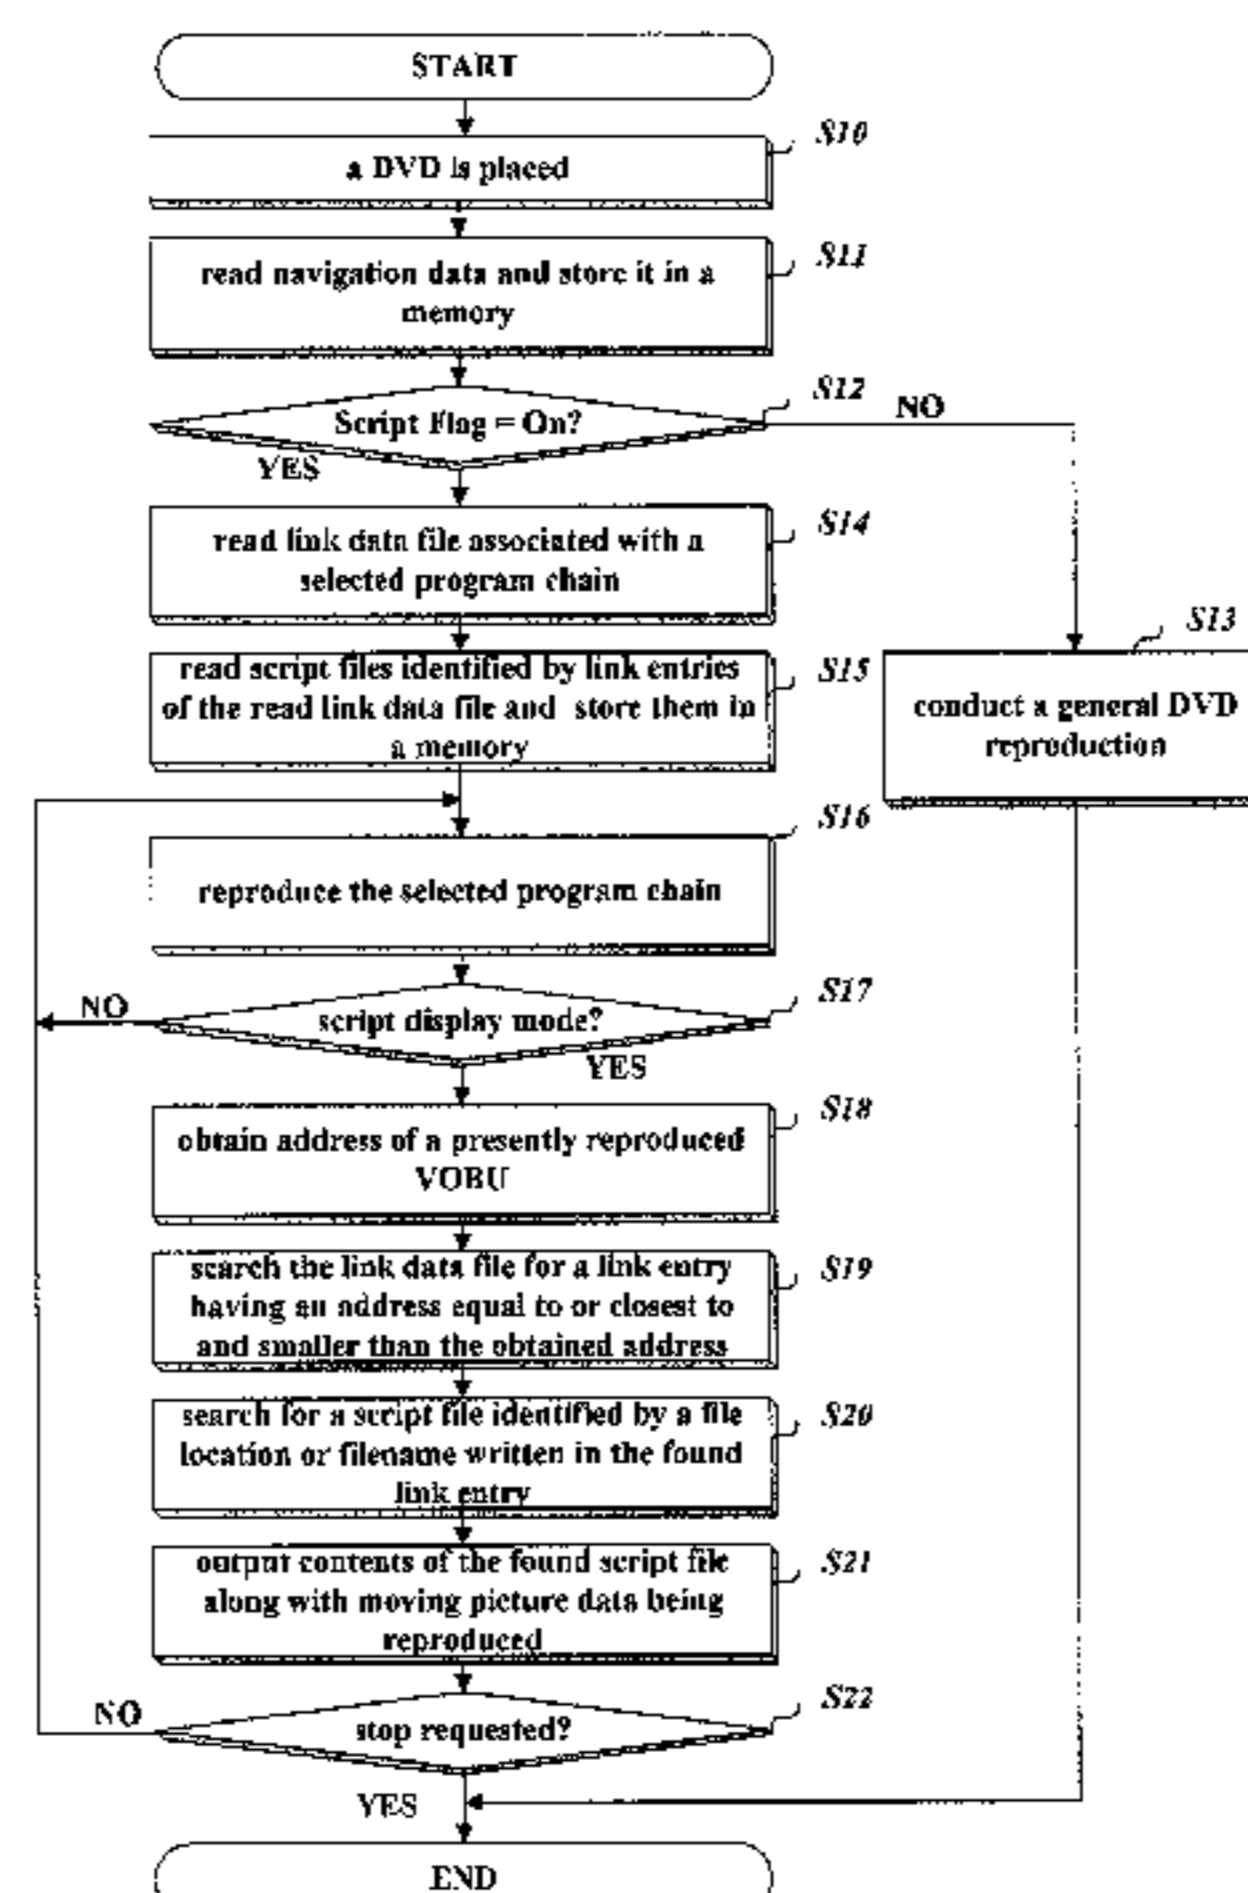 START
S10
a DVD is placed
S11
read navigation data and store it in a
memory
S12
NO
Script Flag = On?
YES
S14
read link data file associated with a
selected program chain
S13
conduct a general DVD
reproduction
S15
read script files identified by link entries
of the read link data file and store them in
a memory
S16
reproduce the selected program chain
S17
NO
script display mode?
YES
S18
obtain address of a presently reproduced
VOBU
S19
search the link data file for a link entry
having an address equal to or closest to
and smaller than the obtained address
S20
search for a script file identified by a file
location or filename written in the found
link entry
S21
output contents of the found script file
along with moving picture data being
reproduced
S22
NO
stop requested?
YES
END